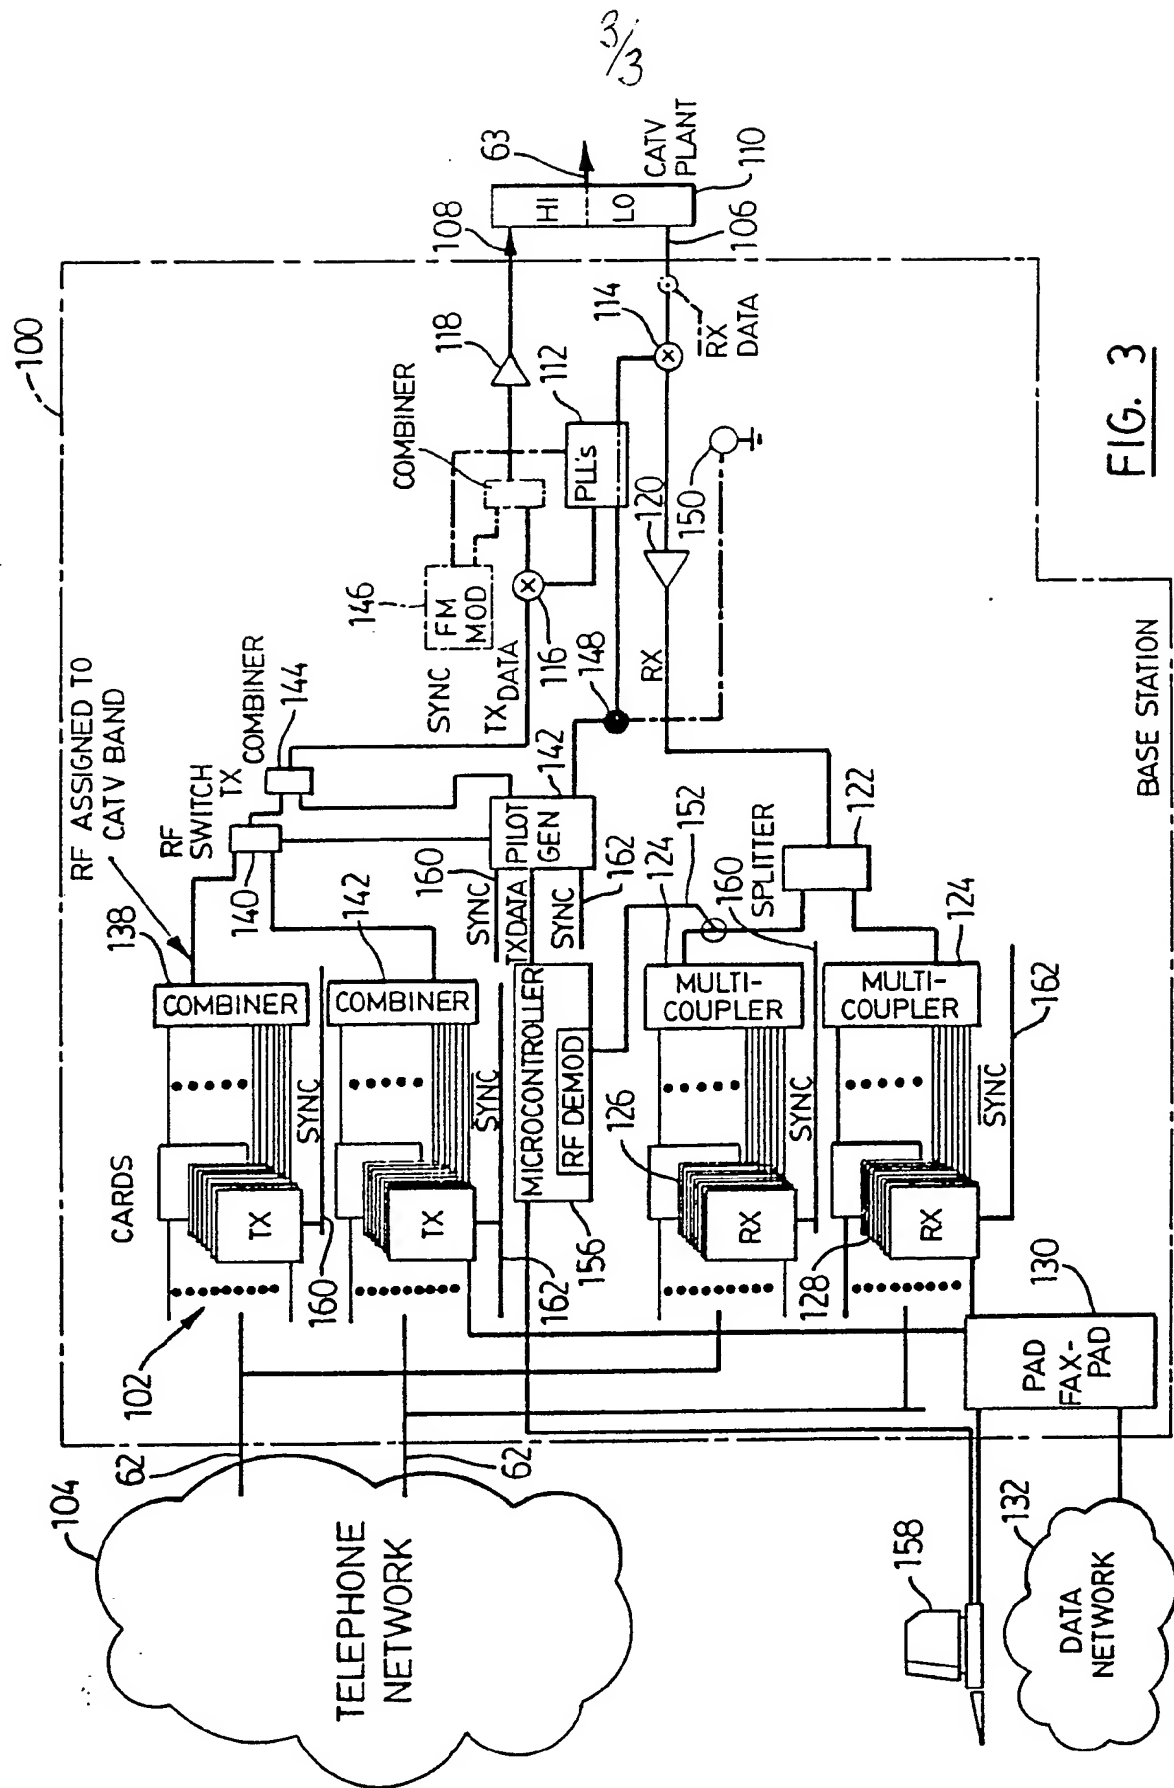 3/3
100
RF ASSIGNED TO
CATV BAND
138
CARDS
COMBINER
TX
SYNC
102
160
RF
SWITCH
TX
140
COMBINER
144
142
COMBINER
TX
SYNC
162
SYNC
TXDATA
SYNC
160
162
PILOT
GEN
142
SYNC
TX DATA
116
146
FM
MOD
COMBINER
118
108
63
HI
LO
CATV
PLANT
110
106
112
PLL's
114
RX
DATA
148
150
120
RX
MICROCONTROLLER
RF DEMOD
156
152
124
SPLITTER
160
122
MULTI-
COUPLER
126
RX
SYNC
124
MULTI-
COUPLER
128
RX
SYNC
162
130
PAD
FAX-
PAD
BASE STATION
104
62
62
TELEPHONE
NETWORK
158
132
DATA
NETWORK
FIG. 3